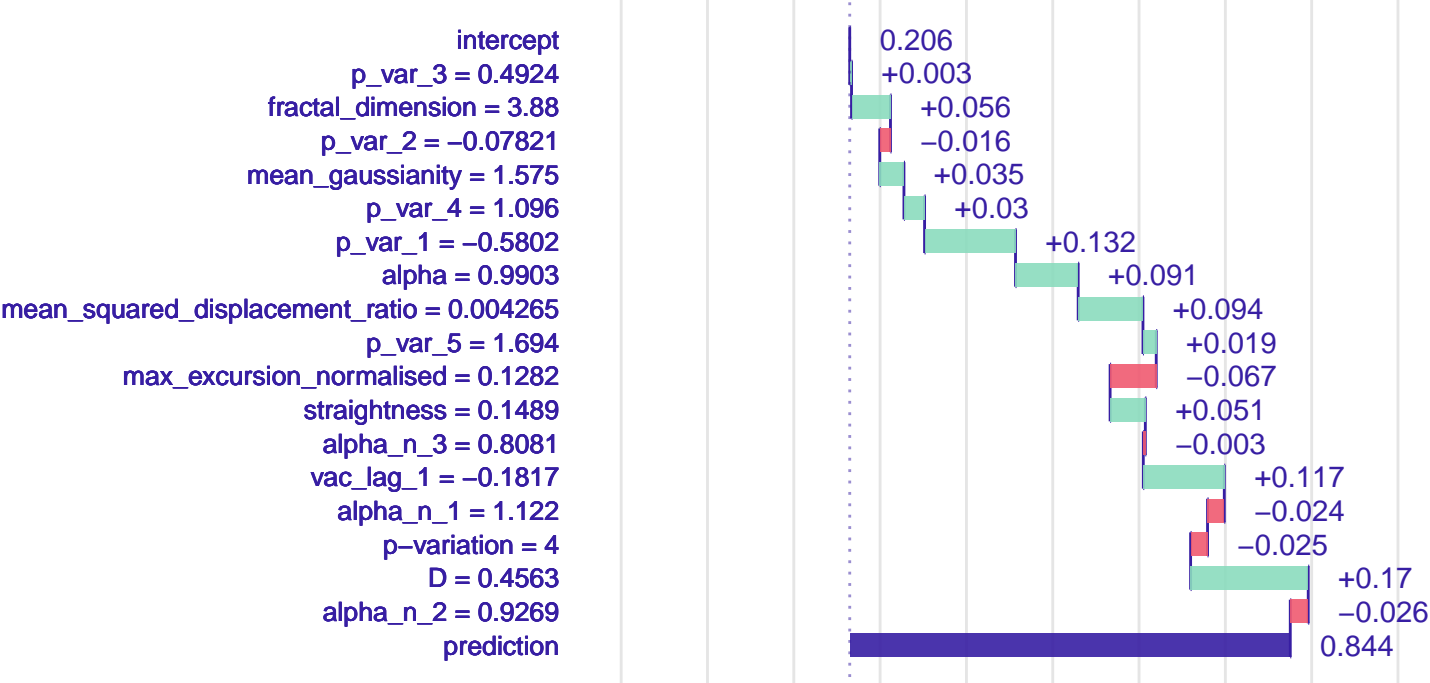 intercept 0.206
p_var_3 = 0.4924 +0.003
fractal_dimension = 3.88 +0.056
p_var_2 = −0.07821 −0.016
mean_gaussianity = 1.575 +0.035
p_var_4 = 1.096 +0.03
p_var_1 = −0.5802 +0.132
alpha = 0.9903 +0.091
mean_squared_displacement_ratio = 0.004265 +0.094
p_var_5 = 1.694 +0.019
max_excursion_normalised = 0.1282 −0.067
straightness = 0.1489 +0.051
alpha_n_3 = 0.8081 −0.003
vac_lag_1 = −0.1817 +0.117
alpha_n_1 = 1.122 −0.024
p−variation = 4 −0.025
D = 0.4563 +0.17
alpha_n_2 = 0.9269 −0.026
prediction 0.844